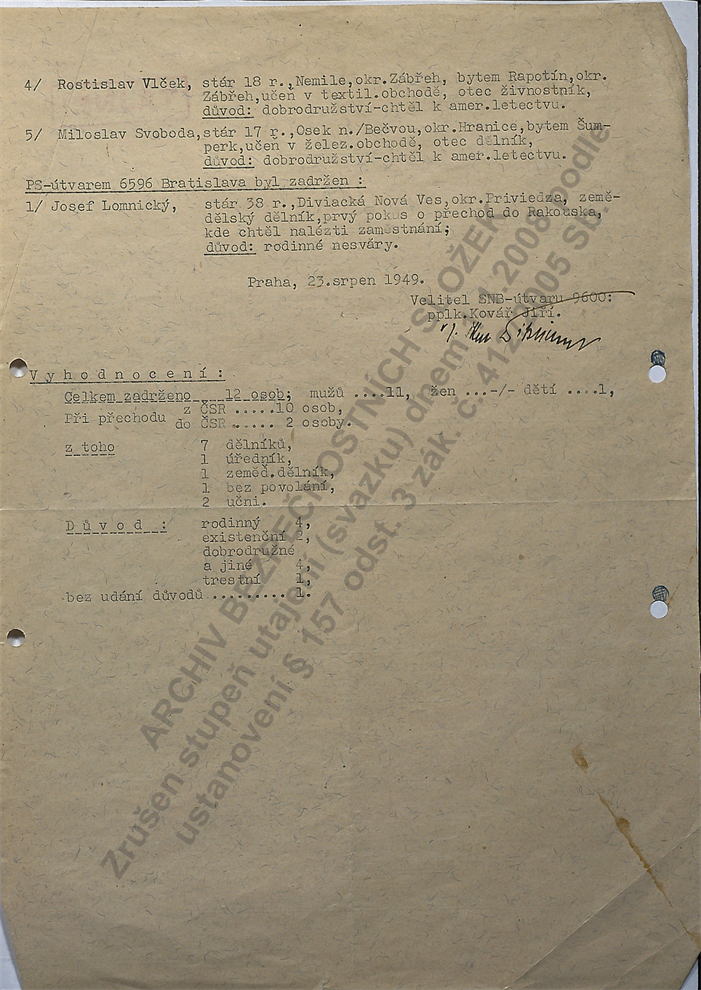 4/ Rostislav Vlček, stár 18 r., Nemile,okr.Zábřeh, bytem Rapotín,okr.
Zábřeh,učen v textil.obchodě, otec živnostník,
důvod: dobrodružství-chtěl k amer.letectvu.
5/ Miloslav Svoboda,stár 17 r.,Osek n./Bečvou,okr.Hranice,bytem Šum-
perk,učen v želez.obchodě, otec dělník,
důvod: dobrodružství-chtěl k amer.letectvu.
PS-útvarem 6596 Bratislava byl zadržen :
1/ Josef Lomnický, stár 38 r.,Diviacká Nová Ves,okr.Priviedza, země-
dělský dělník,prvý pokus o přechod do Rakouska,
kde chtěl nalézti zaměstnání;
důvod: rodinné nesváry.
Praha, 23.srpen 1949.
Velitel SNB-útvaru 9600:
pplk.Kovář Jiří.
V y h o d n o c e n í :
Celkem zadrženo 12 osob; mužů ....11, žen ...-/- dětí ....1,
Při přechodu z ČSR .....10 osob,
do ČSR ...... 2 osoby.
z toho 7 dělníků,
1 úředník,
1 zeměd.dělník,
1 bez povolání,
2 učni.
D ů v o d : rodinný 4,
existenční 2,
dobrodružné
a jiné 4,
trestní 1,
bez udání důvodů .......... 1.
ARCHIV BEZPEČNOSTNÍCH SLOŽEK
Zrušen stupeň utajení (svazku) dnem 1.1.2008 podle
ustanovení § 157 odst. 3 zák. č. 412/2005 Sb.